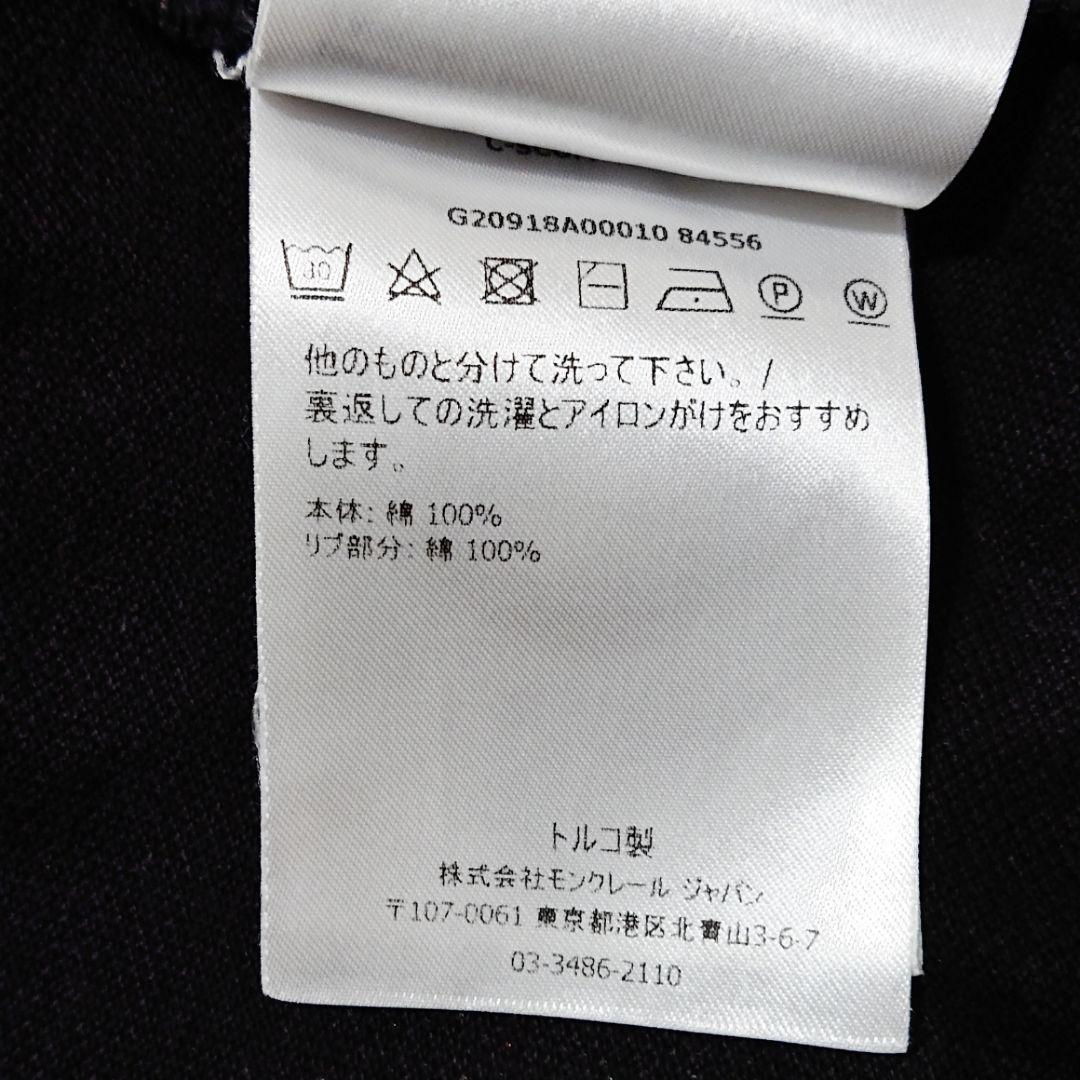 G20918A00010 84556
30 P W
他のものと分けて洗って下さい。/
裏返しての洗濯とアイロンがけをおすすめ
します。
本体: 綿 100%
リブ部分: 綿 100%
トルコ製
株式会社モンクレール ジャパン
〒107-0061 東京都港区北青山3-6-7
03-3486-2110